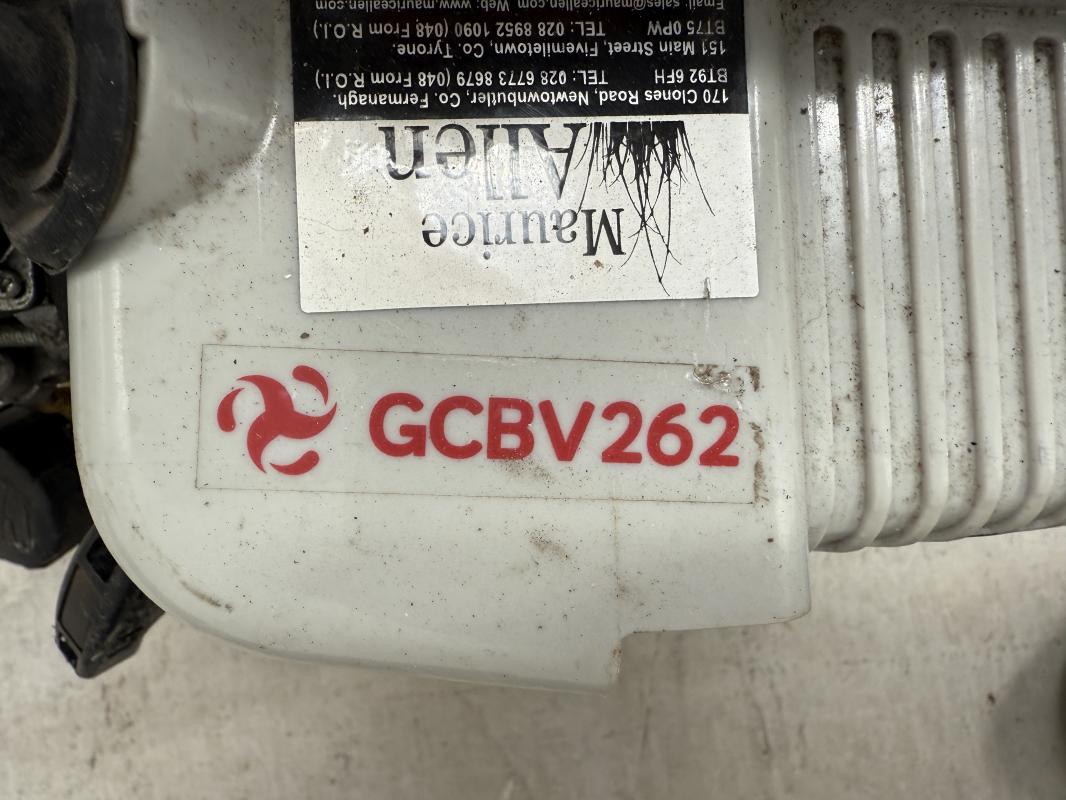 Maurice
Allen
170 Clones Road, Newtownbutler, Co. Fermanagh.
BT92 6FH TEL: 028 6773 8679 (048 From R.O.I.)
151 Main Street, Fivemiletown, Co. Tyrone.
BT75 0PW TEL: 028 8952 1090 (048 From R.O.I.)
Email: sales@mauriceallen.com Web: www.mauriceallen.com
GCBV262